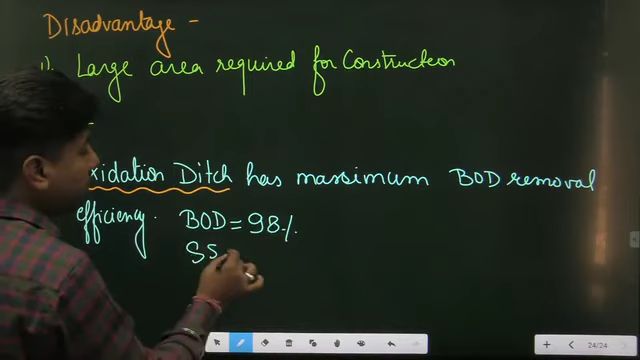 Disadvantage -
1). Large area required for Construction
-
xidation Ditch has maximum BOD removal
efficiency. BOD = 98%.
SS
24/24